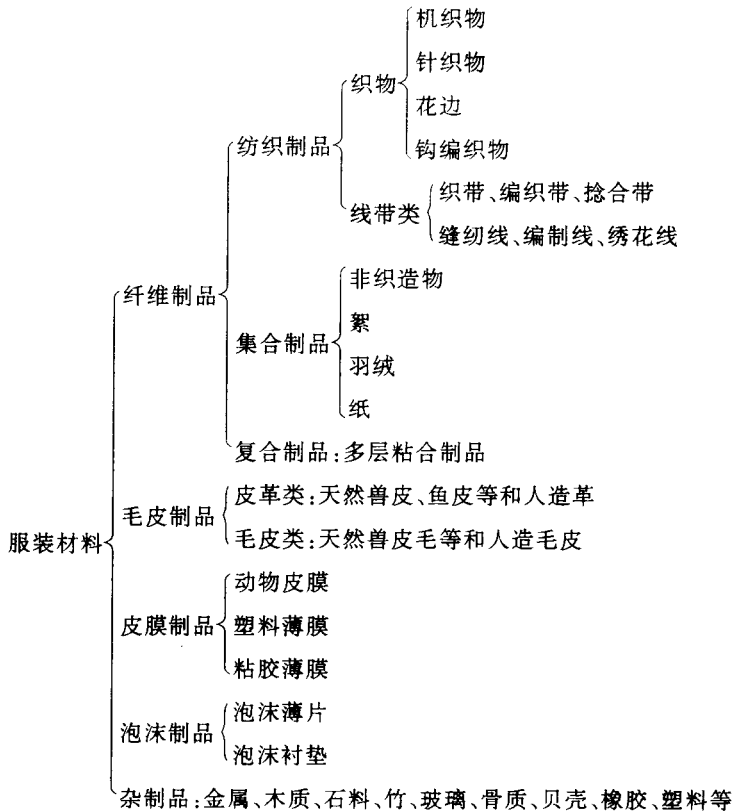 机织物
针织物
织物
花边
纺织制品
钩编织物
织带、编织带、捻合带
线带类
缝纫线、编制线、绣花线
非织造物
纤维制品
絮
集合制品
羽绒
纸
复合制品:多层粘合制品
皮革类:天然兽皮、鱼皮等和人造革
毛皮制品
毛皮类:天然兽皮毛等和人造毛皮
服装材料
动物皮膜
皮膜制品
塑料薄膜
粘胶薄膜
泡沫薄片
泡沫制品
泡沫衬垫
杂制品:金属、木质、石料、竹、玻璃、骨质、贝壳、橡胶、塑料等